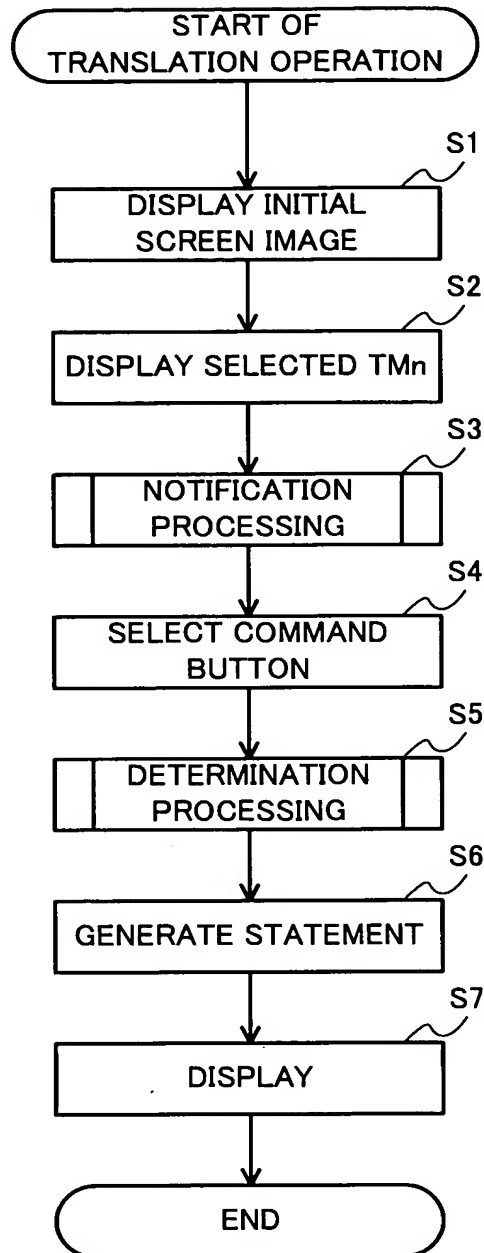 START OF
TRANSLATION OPERATION
S1
DISPLAY INITIAL
SCREEN IMAGE
S2
DISPLAY SELECTED TMn
S3
NOTIFICATION
PROCESSING
S4
SELECT COMMAND
BUTTON
S5
DETERMINATION
PROCESSING
S6
GENERATE STATEMENT
S7
DISPLAY
END